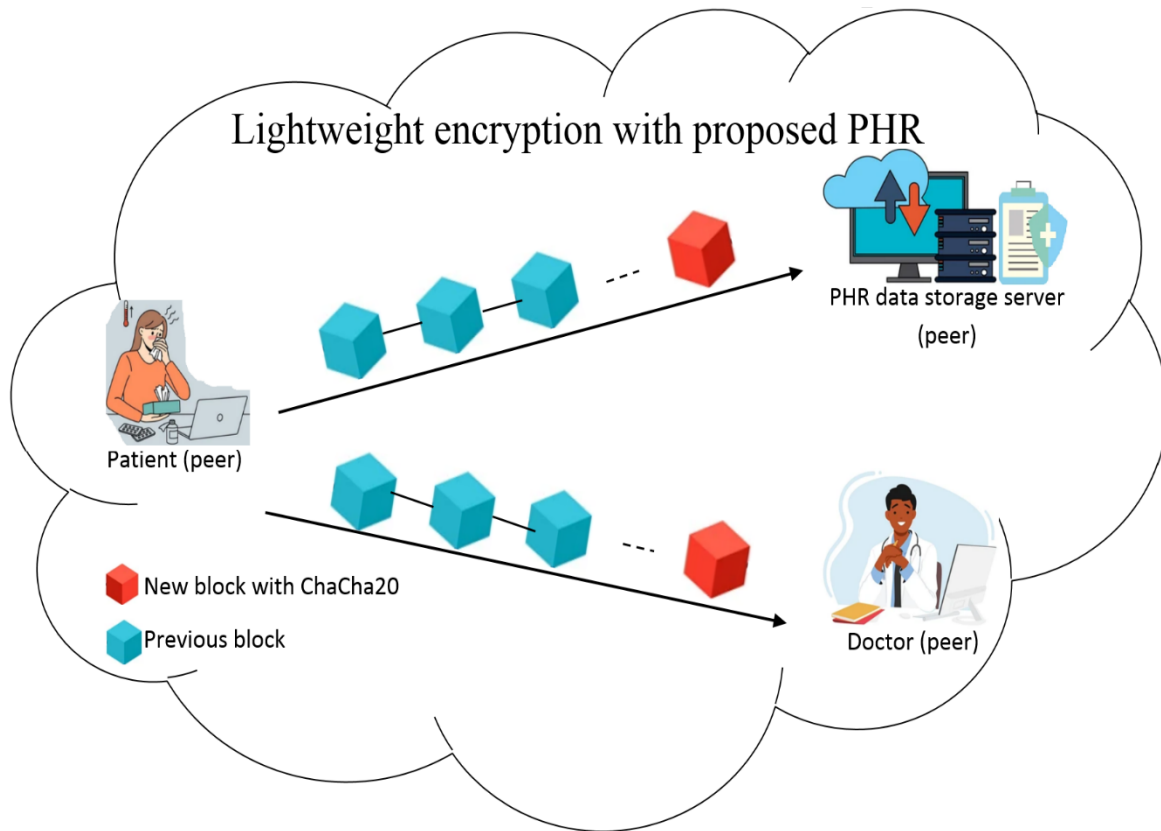 Lightweight encryption with proposed PHR
PHR data storage server
(peer)
Patient (peer)
New block with ChaCha20
Previous block
Doctor (peer)